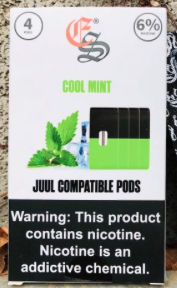 4
PODS
6%
NICOTINE
ES®
COOL MINT
JUUL COMPATIBLE PODS
Warning: This product
contains nicotine.
Nicotine is an
addictive chemical.